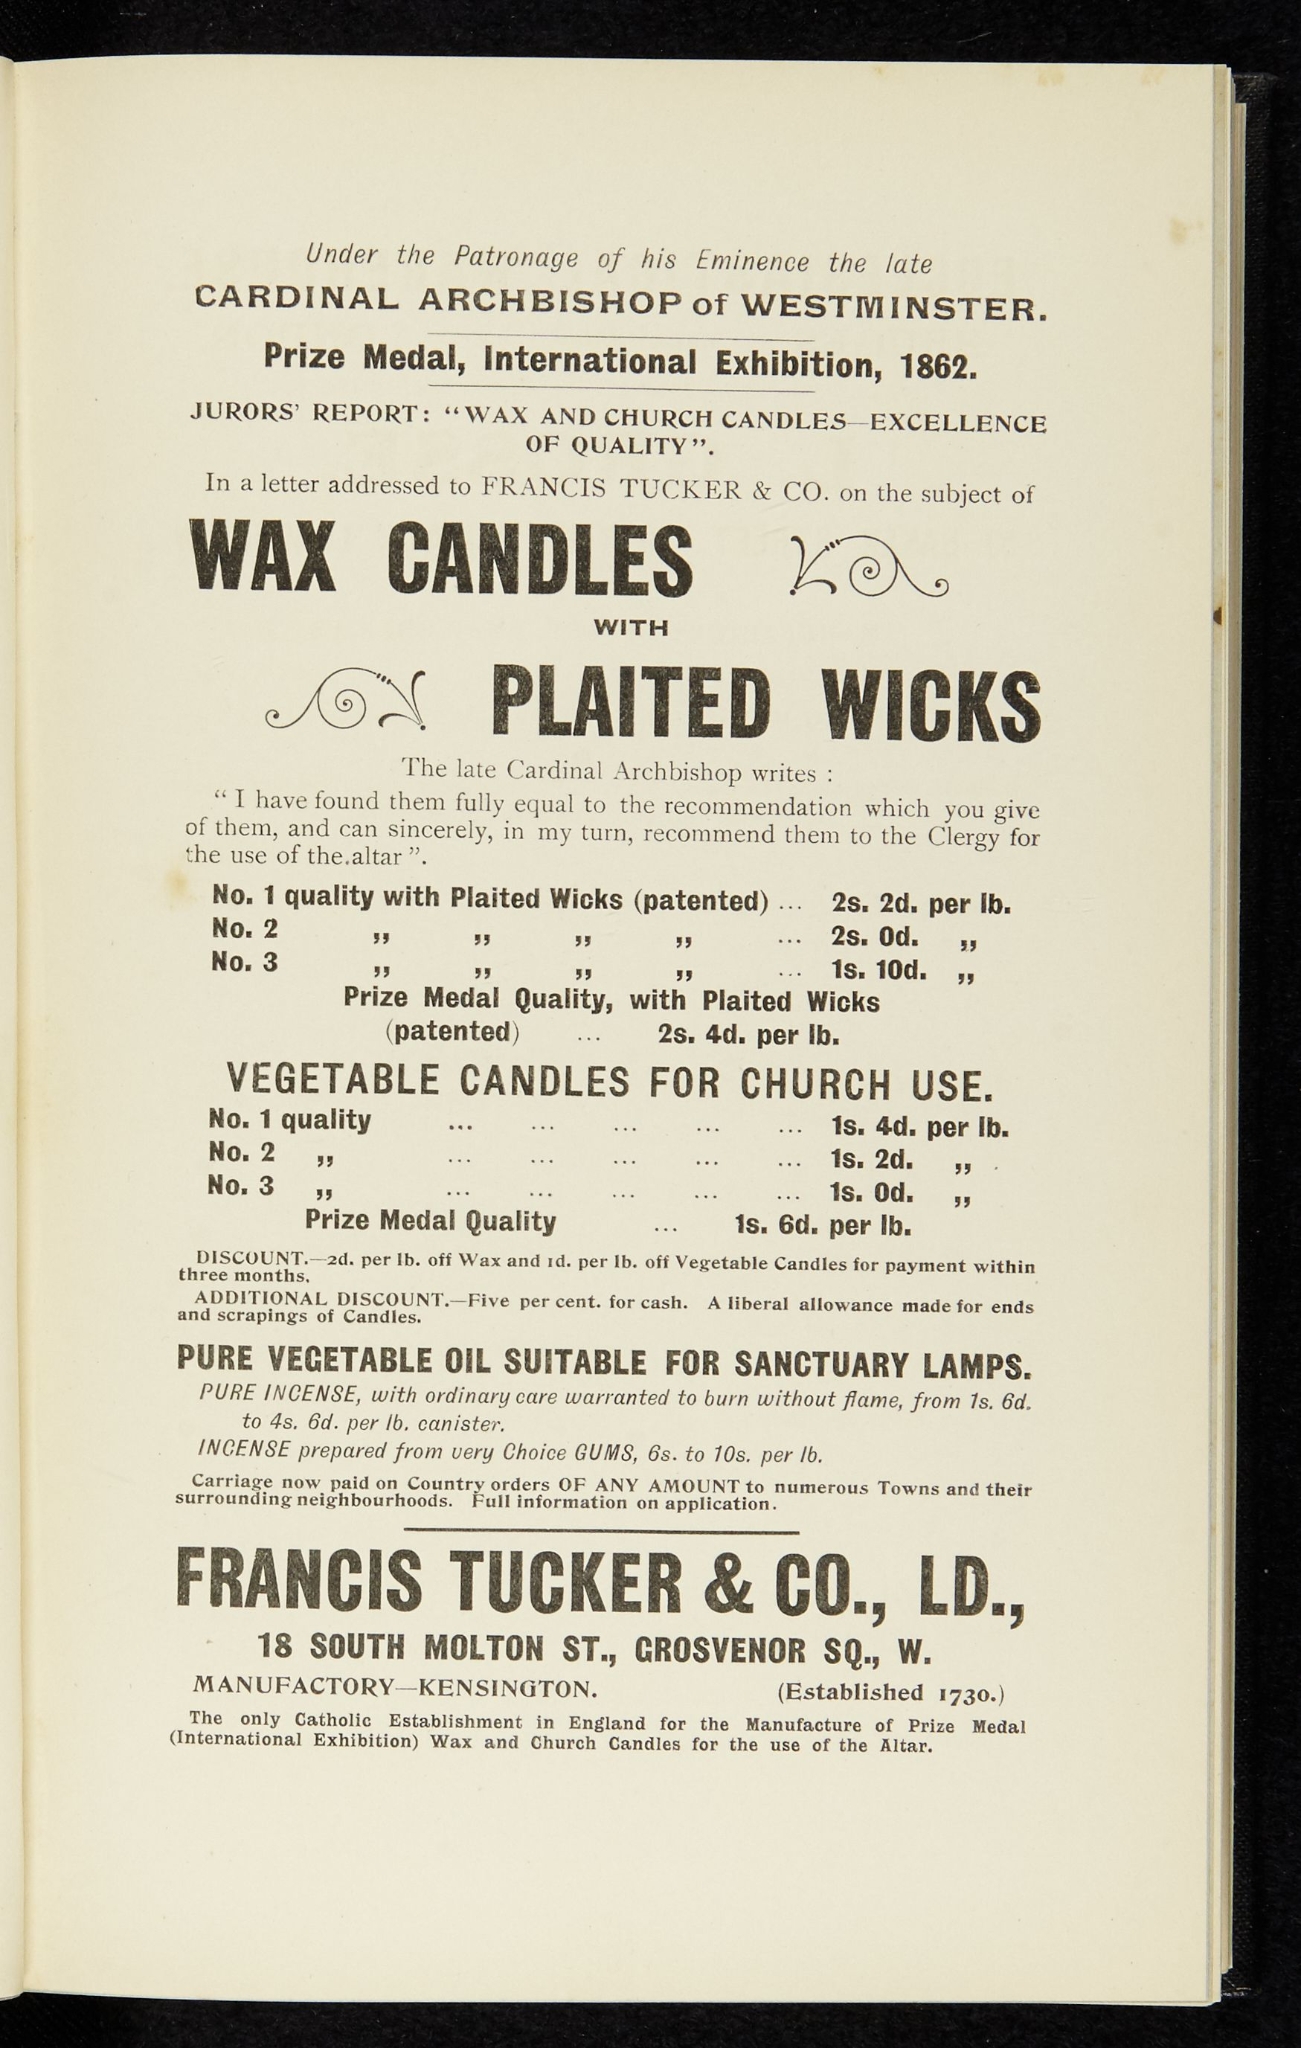 Under the Patronage of his Eminence the late
CARDINAL ARCHBISHOP of WESTMINSTER.
Prize Medal, International Exhibition, 1862.
JURORS' REPORT: "WAX AND CHURCH CANDLES—EXCELLENCE
OF QUALITY".
In a letter addressed to FRANCIS TUCKER & CO. on the subject of
WAX CANDLES
WITH
PLAITED WICKS
The late Cardinal Archbishop writes :
" I have found them fully equal to the recommendation which you give
of them, and can sincerely, in my turn, recommend them to the Clergy for
the use of the.altar ".
No. 1 quality with Plaited Wicks (patented) ... 2s. 2d. per lb.
No. 2 „ „ „ „ ... 2s. 0d. „
No. 3 „ „ „ „ ... 1s. 10d. „
Prize Medal Quality, with Plaited Wicks
(patented) ... 2s. 4d. per lb.
VEGETABLE CANDLES FOR CHURCH USE.
No. 1 quality ... ... ... ... ... 1s. 4d. per lb.
No. 2 „ ... ... ... ... ... 1s. 2d. „
No. 3 „ ... ... ... ... ... 1s. 0d. „
Prize Medal Quality ... 1s. 6d. per lb.
DISCOUNT.—2d. per lb. off Wax and 1d. per lb. off Vegetable Candles for payment within
three months.
ADDITIONAL DISCOUNT.—Five per cent. for cash. A liberal allowance made for ends
and scrapings of Candles.
PURE VEGETABLE OIL SUITABLE FOR SANCTUARY LAMPS.
PURE INCENSE, with ordinary care warranted to burn without flame, from 1s. 6d.
to 4s. 6d. per lb. canister.
INCENSE prepared from very Choice GUMS, 6s. to 10s. per lb.
Carriage now paid on Country orders OF ANY AMOUNT to numerous Towns and their
surrounding neighbourhoods. Full information on application.
FRANCIS TUCKER & CO., LD.,
18 SOUTH MOLTON ST., GROSVENOR SQ., W.
MANUFACTORY—KENSINGTON. (Established 1730.)
The only Catholic Establishment in England for the Manufacture of Prize Medal
(International Exhibition) Wax and Church Candles for the use of the Altar.